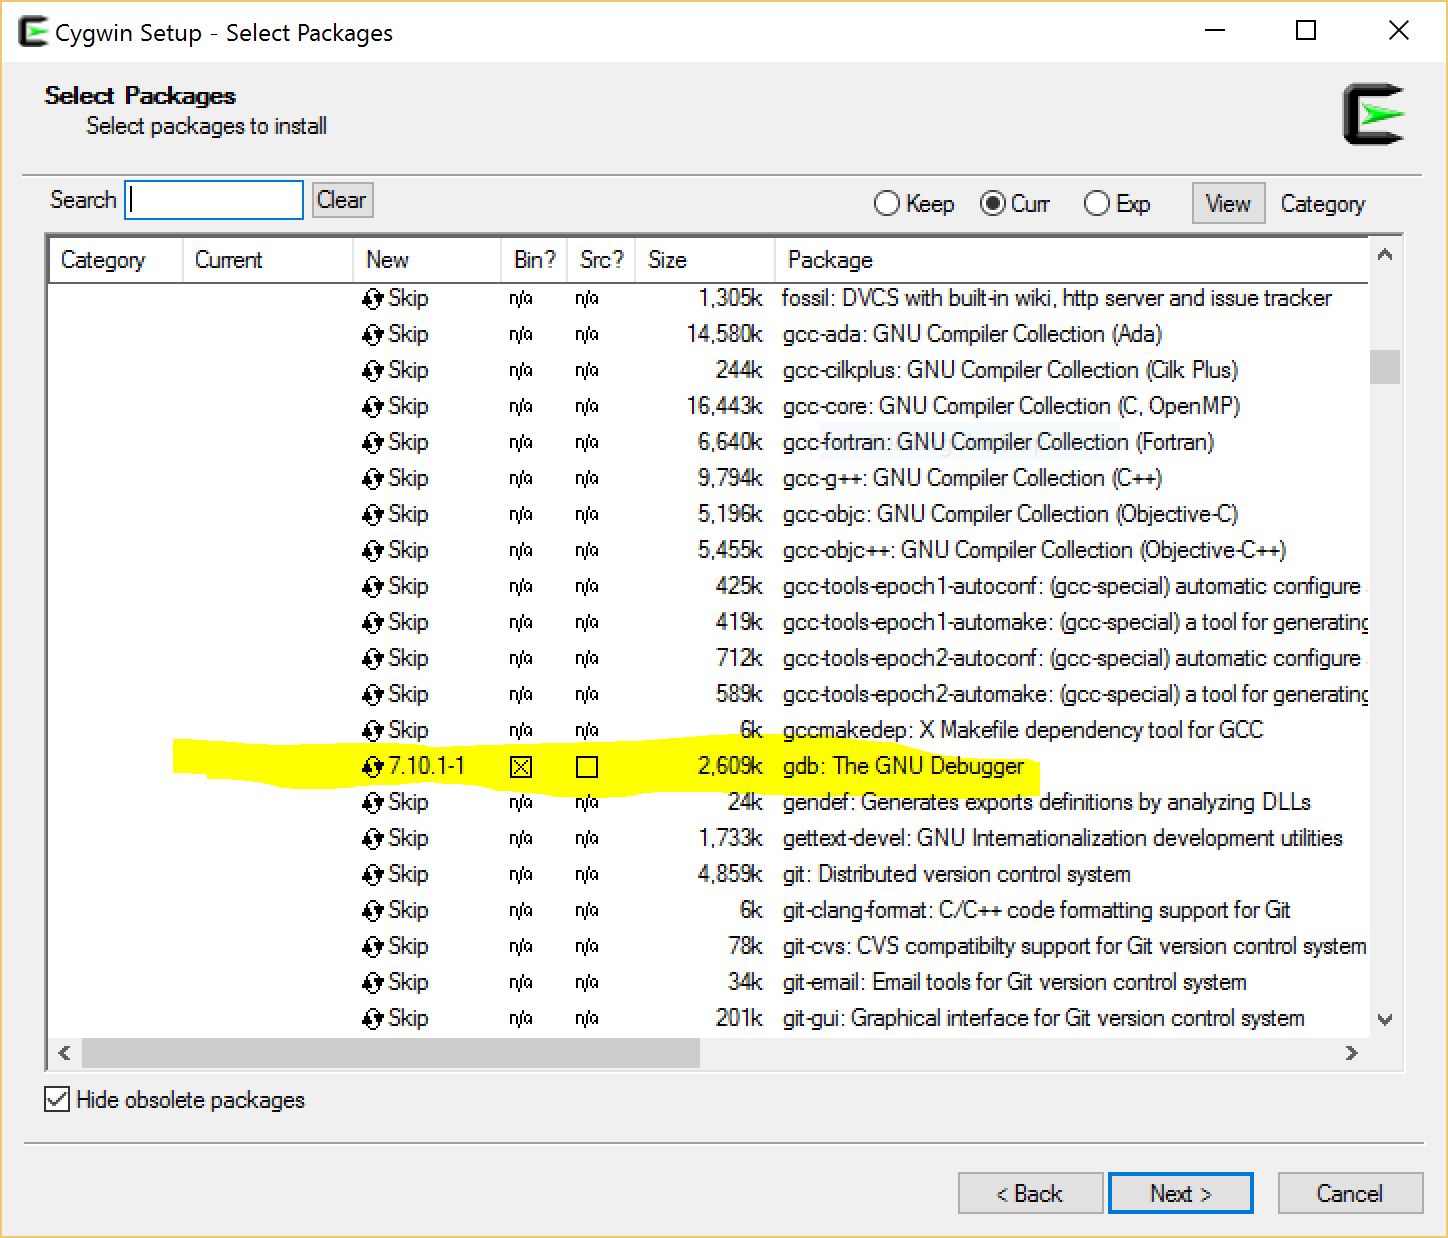 Cygwin Setup - Select Packages
Select Packages
Select packages to install
Search Clear Keep Curr Exp View Category
Category Current New Bin? Src? Size Package
Skip n/a n/a 1,305k fossil: DVCS with built-in wiki, http server and issue tracker
Skip n/a n/a 14,580k gcc-ada: GNU Compiler Collection (Ada)
Skip n/a n/a 244k gcc-cilkplus: GNU Compiler Collection (Cilk Plus)
Skip n/a n/a 16,443k gcc-core: GNU Compiler Collection (C, OpenMP)
Skip n/a n/a 6,640k gcc-fortran: GNU Compiler Collection (Fortran)
Skip n/a n/a 9,794k gcc-g++: GNU Compiler Collection (C++)
Skip n/a n/a 5,196k gcc-objc: GNU Compiler Collection (Objective-C)
Skip n/a n/a 5,455k gcc-objc++: GNU Compiler Collection (Objective-C++)
Skip n/a n/a 425k gcc-tools-epoch1-autoconf: (gcc-special) automatic configure
Skip n/a n/a 419k gcc-tools-epoch1-automake: (gcc-special) a tool for generating
Skip n/a n/a 712k gcc-tools-epoch2-autoconf: (gcc-special) automatic configure
Skip n/a n/a 589k gcc-tools-epoch2-automake: (gcc-special) a tool for generating
Skip n/a n/a 6k gccmakedep: X Makefile dependency tool for GCC
7.10.1-1 2,609k gdb: The GNU Debugger
Skip n/a n/a 24k gendef: Generates exports definitions by analyzing DLLs
Skip n/a n/a 1,733k gettext-devel: GNU Internationalization development utilities
Skip n/a n/a 4,859k git: Distributed version control system
Skip n/a n/a 6k git-clang-format: C/C++ code formatting support for Git
Skip n/a n/a 78k git-cvs: CVS compatibilty support for Git version control system
Skip n/a n/a 34k git-email: Email tools for Git version control system
Skip n/a n/a 201k git-gui: Graphical interface for Git version control system
Hide obsolete packages
< Back Next > Cancel